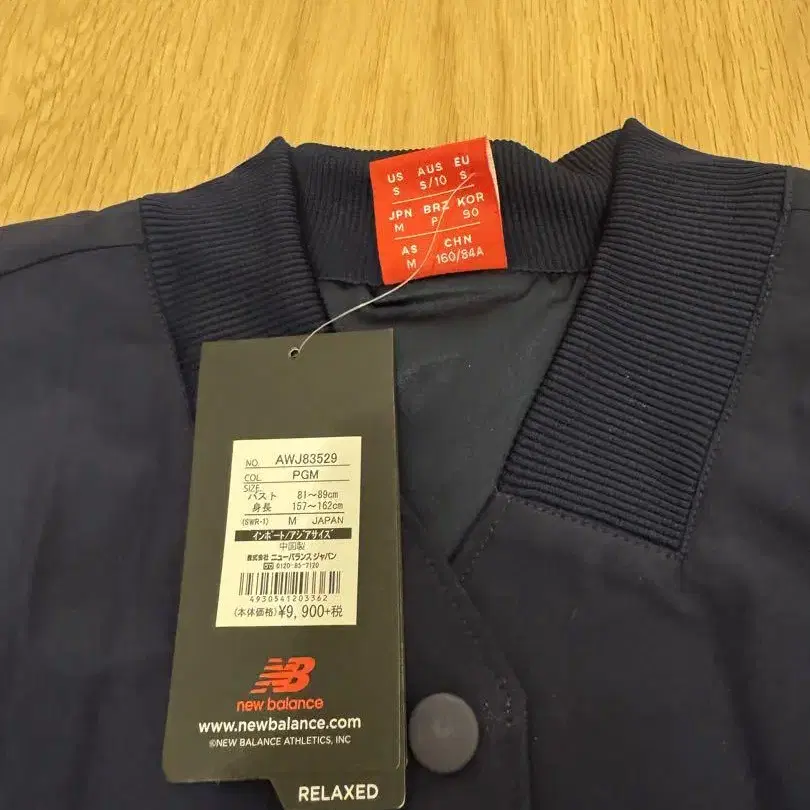 US AUS EU
S S/10 S
JPN BRZ KOR
M P 90
AS CHN
M 160/84A
NO. AWJ83529
COL. PGM
SIZE
バスト 81～89cm
身長 157～162cm
(SWR-1) M JAPAN
インポート/アジアサイズ
中国製
株式会社 ニューバランス ジャパン
0120-85-7120
4930541203362
(本体価格)¥9,900+税
NB
new balance
www.newbalance.com
©NEW BALANCE ATHLETICS, INC
RELAXED